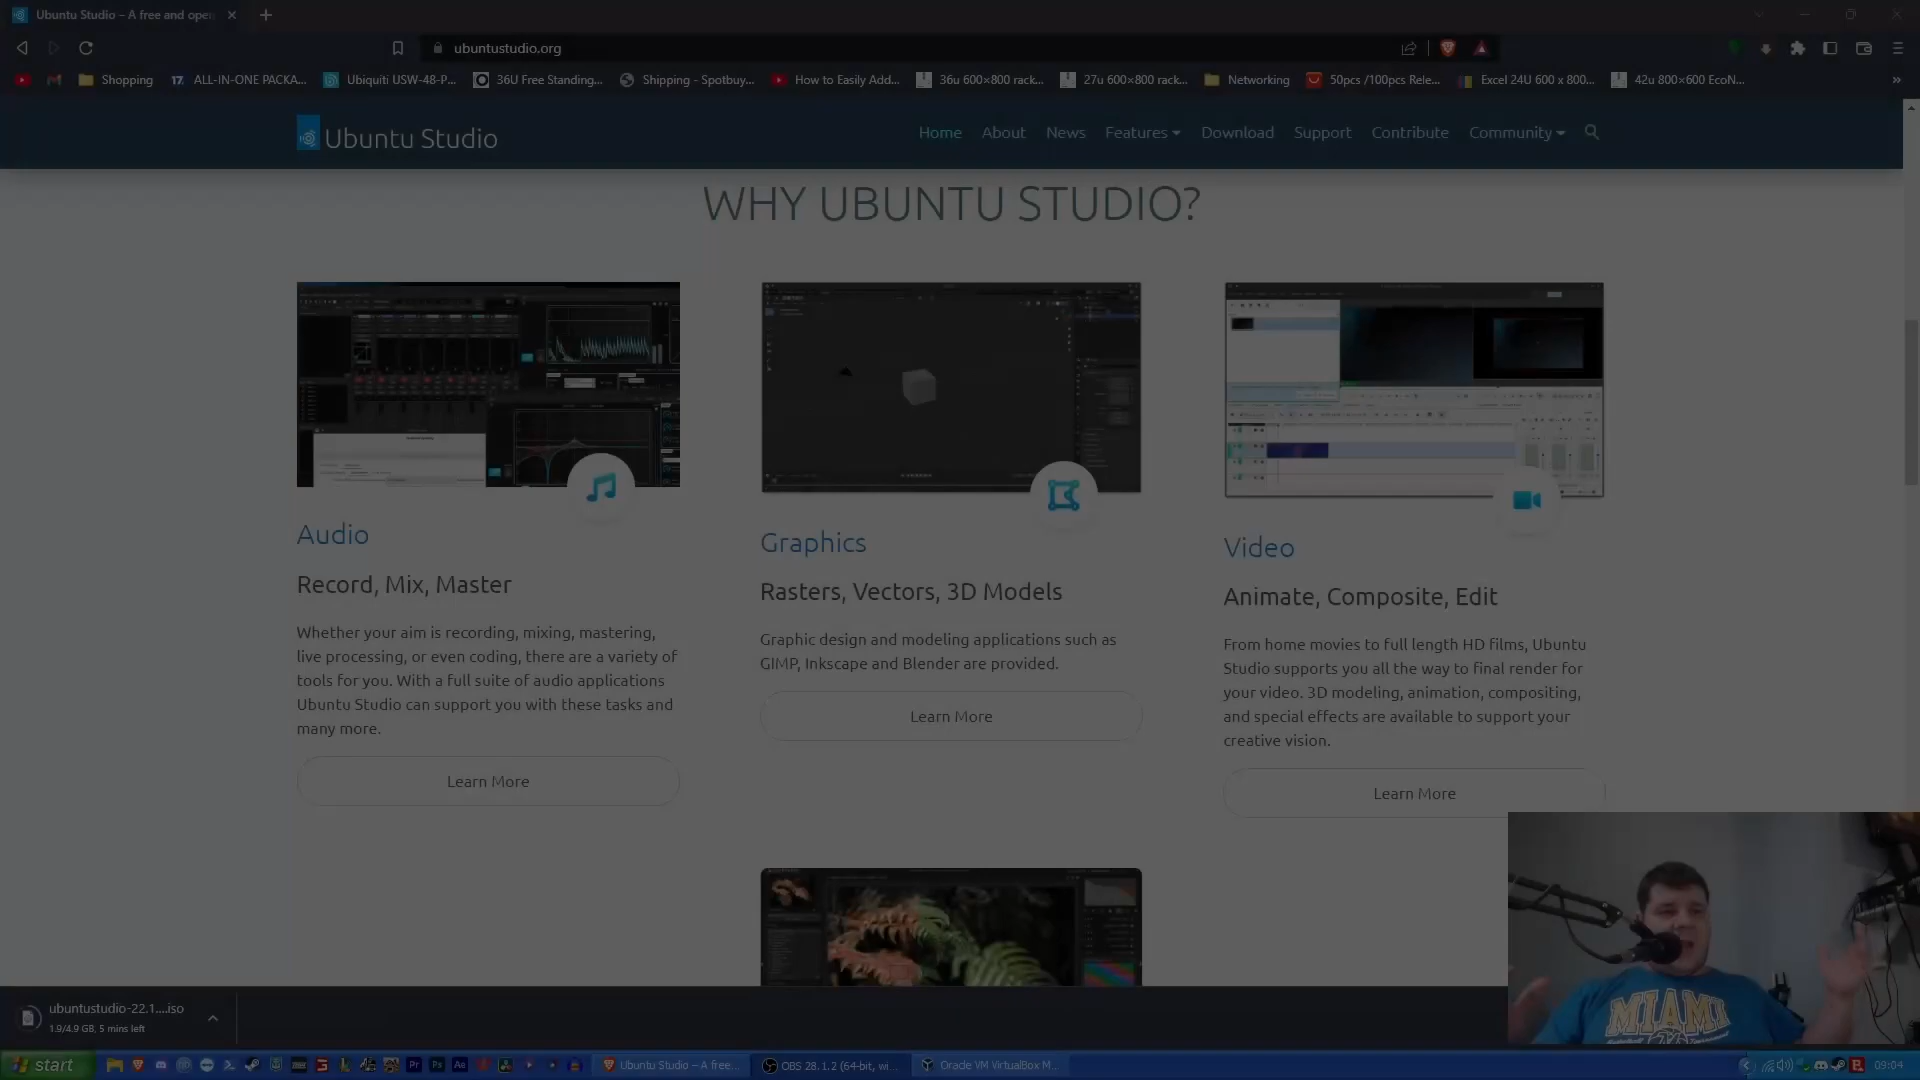 Ubuntu Studio – A free and open
ubuntustudio.org
Shopping
ALL-IN-ONE PACKA...
Ubiquiti USW-48-P...
36U Free Standing...
Shipping - Spotbuy...
How to Easily Add...
36u 600×800 rack...
27u 600×800 rack...
Networking
50pcs /100pcs Rele...
Excel 24U 600 x 800...
42u 800×600 EcoN...
Ubuntu Studio
Home
About
News
Features
Download
Support
Contribute
Community
WHY UBUNTU STUDIO?
Audio
Record, Mix, Master
Whether your aim is recording, mixing, mastering,
live processing, or even coding, there are a variety of
tools for you. With a full suite of audio applications
Ubuntu Studio can support you with these tasks and
many more.
Learn More
Graphics
Rasters, Vectors, 3D Models
Graphic design and modeling applications such as
GIMP, Inkscape and Blender are provided.
Learn More
Video
Animate, Composite, Edit
From home movies to full length HD films, Ubuntu
Studio supports you all the way to final render for
your video. 3D modeling, animation, compositing,
and special effects are available to support your
creative vision.
Learn More
MIAMI
ubuntustudio-22.1....iso
1.9/4.9 GB, 5 mins left
start
Ubuntu Studio – A free...
OBS 28.1.2 (64-bit, wi...
Oracle VM VirtualBox M...
09:04